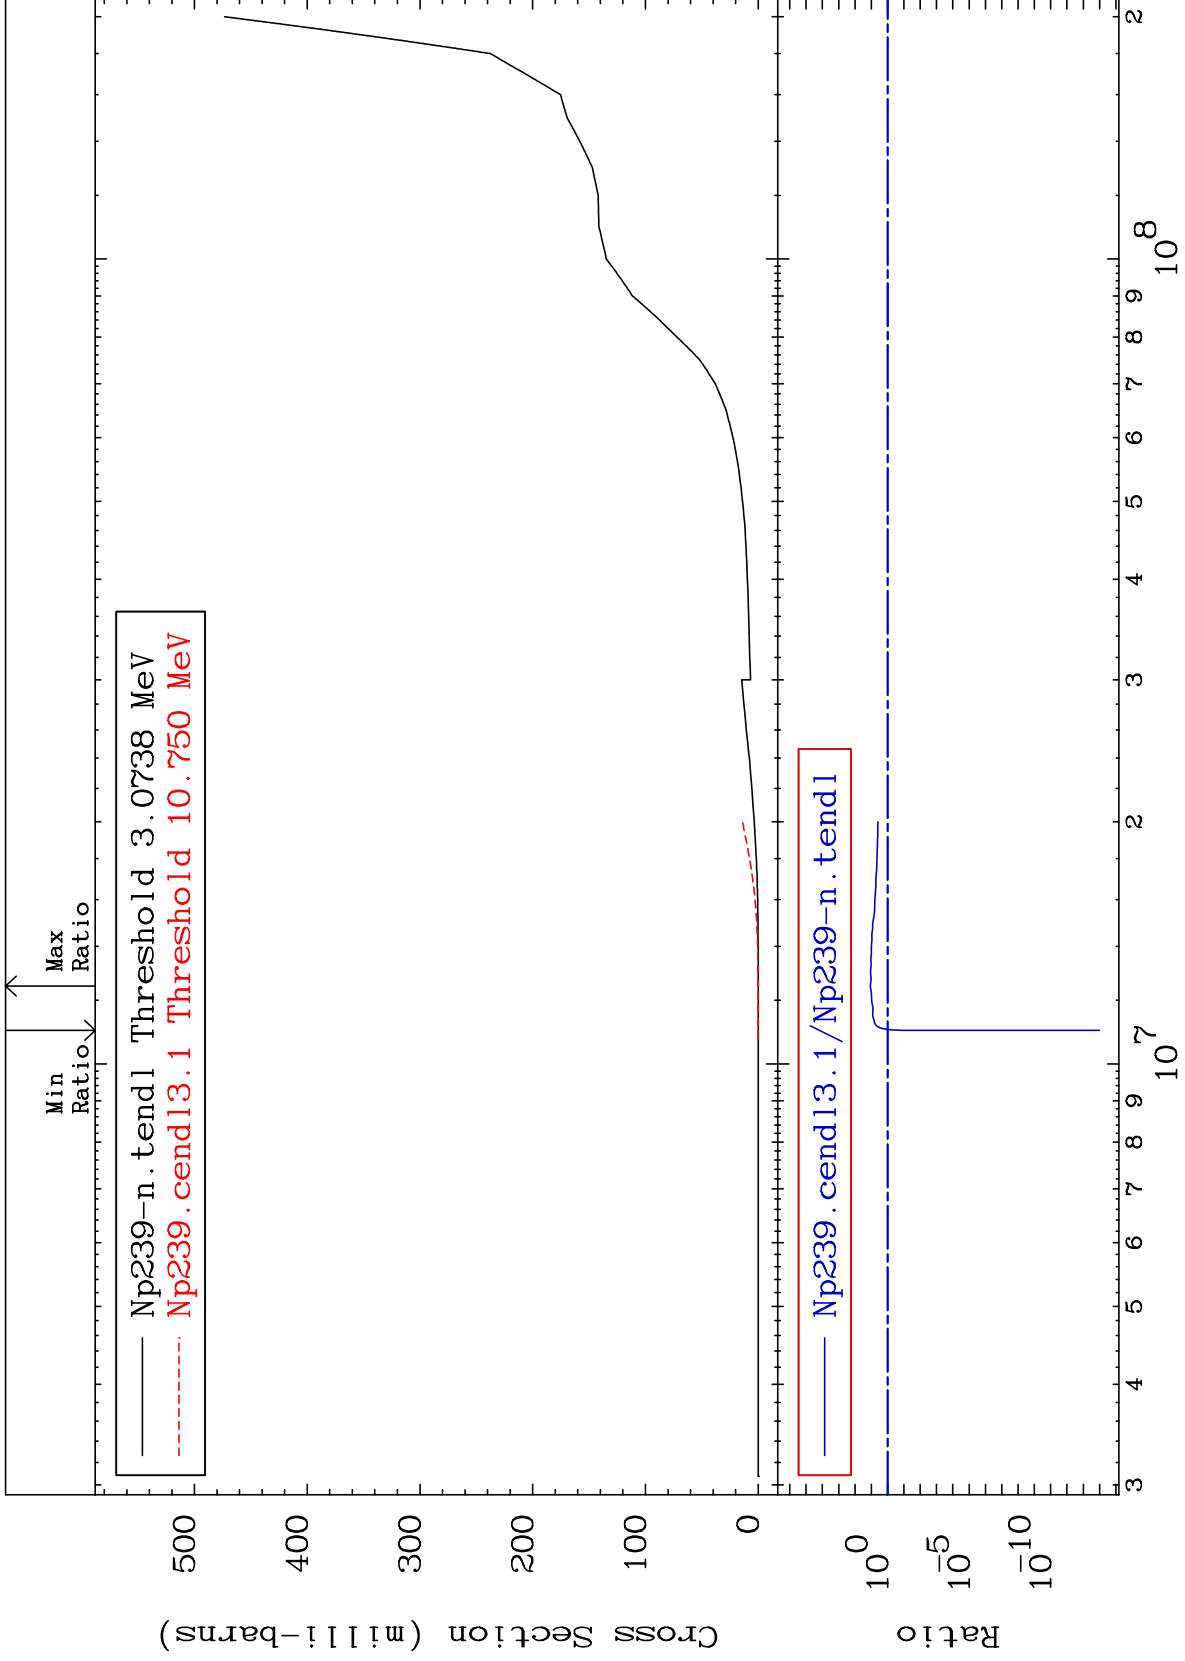 Min
Ratio
Max
Ratio
Np239-n.tendl Threshold 3.0738 MeV
Np239.cendl3.1 Threshold 10.750 MeV
Cross Section (milli-barns)
500
400
300
200
100
0
Np239.cendl3.1/Np239-n.tendl
Ratio
10^0
10^-5
10^-10
3 4 5 6 7 8 9 10^7 2 3 4 5 6 7 8 9 10^8 2